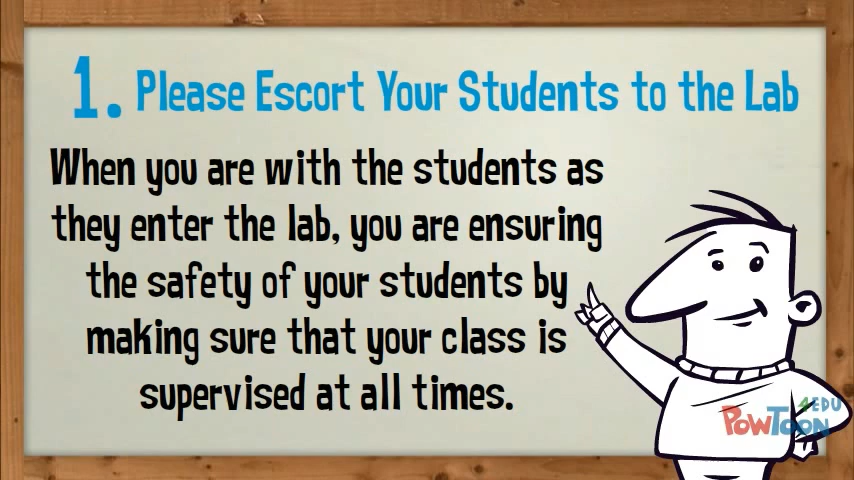 1. Please Escort Your Students to the Lab
When you are with the students as
they enter the lab, you are ensuring
the safety of your students by
making sure that your class is
supervised at all times.
4EDU
PowToon